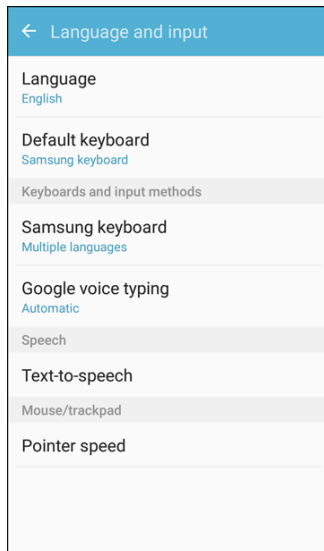 Language and input
Language
English
Default keyboard
Samsung keyboard
Keyboards and input methods
Samsung keyboard
Multiple languages
Google voice typing
Automatic
Speech
Text-to-speech
Mouse/trackpad
Pointer speed